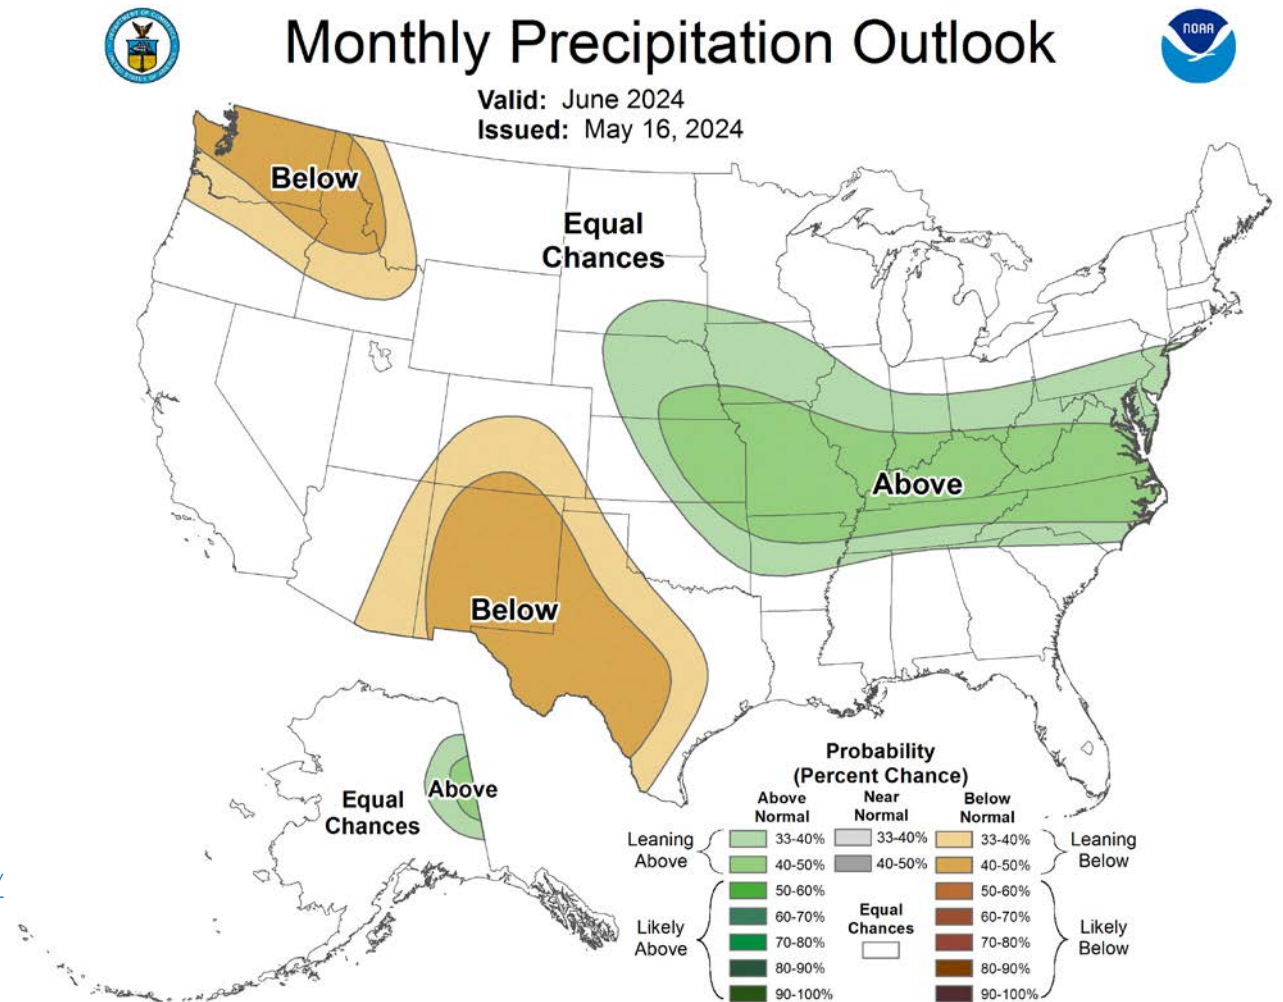 Monthly Precipitation Outlook
NOAA
Valid: June 2024
Issued: May 16, 2024
Below
Equal
Chances
Above
Below
Above
Equal
Chances
Probability
(Percent Chance)
Above
Normal
Near
Normal
Below
Normal
Leaning
Above
33-40%
33-40%
33-40%
Leaning
Below
40-50%
40-50%
40-50%
Likely
Above
50-60%
60-70%
70-80%
80-90%
90-100%
Equal
Chances
50-60%
60-70%
70-80%
80-90%
90-100%
Likely
Below